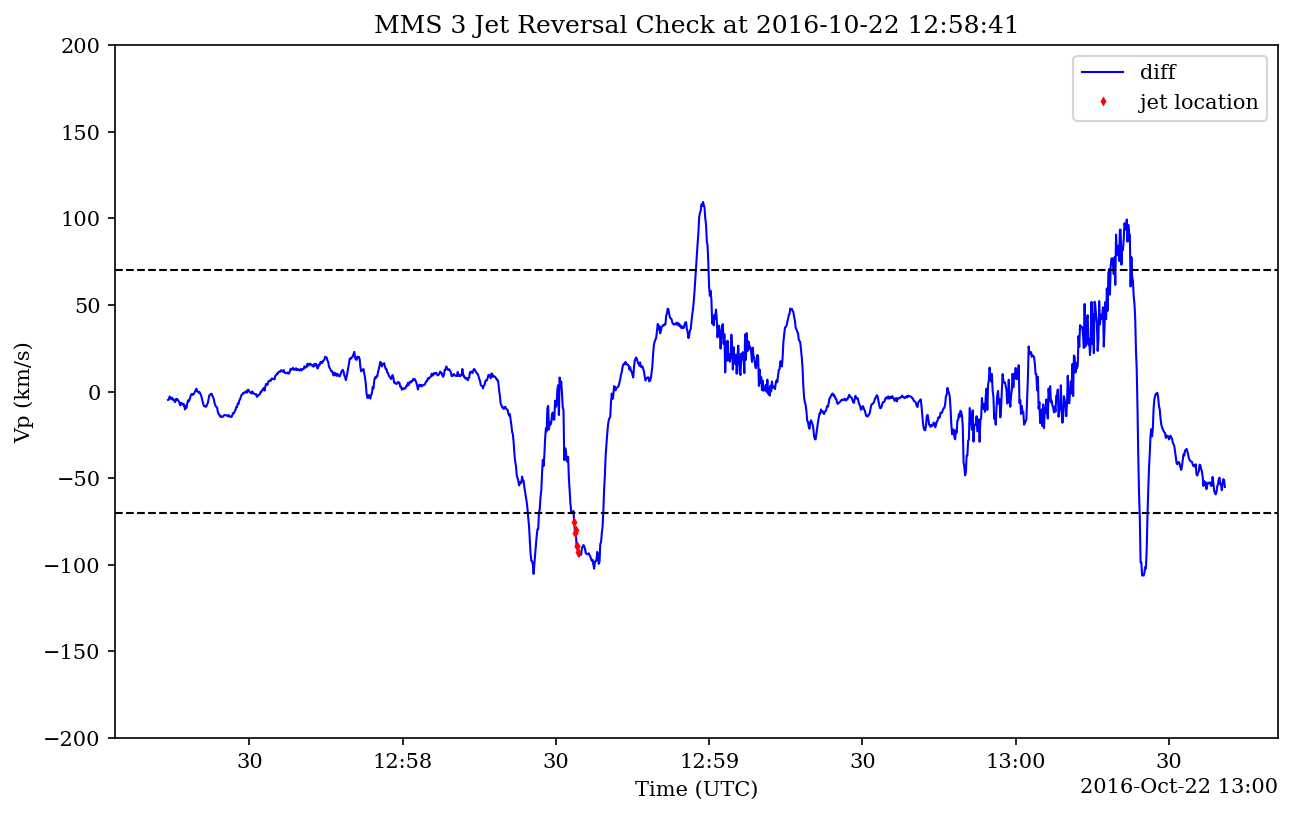 MMS 3 Jet Reversal Check at 2016-10-22 12:58:41
diff
jet location
Vp (km/s)
200
150
100
50
0
−50
−100
−150
−200
30
12:58
30
12:59
30
13:00
30
Time (UTC)
2016-Oct-22 13:00